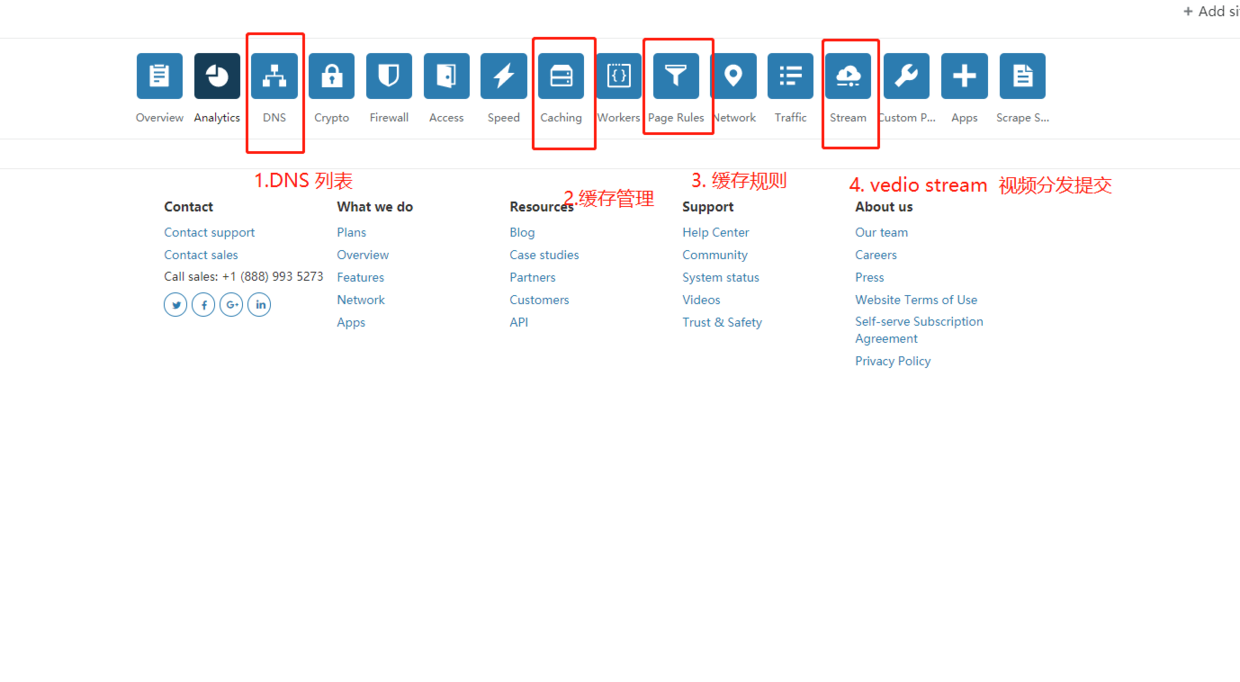 + Add si
Overview Analytics DNS Crypto Firewall Access Speed Caching Workers Page Rules Network Traffic Stream Custom P... Apps Scrape S...
1.DNS 列表
2.缓存管理
3. 缓存规则
4. vedio stream 视频分发提交
Contact
Contact support
Contact sales
Call sales: +1 (888) 993 5273
What we do
Plans
Overview
Features
Network
Apps
Resources
Blog
Case studies
Partners
Customers
API
Support
Help Center
Community
System status
Videos
Trust & Safety
About us
Our team
Careers
Press
Website Terms of Use
Self-serve Subscription
Agreement
Privacy Policy